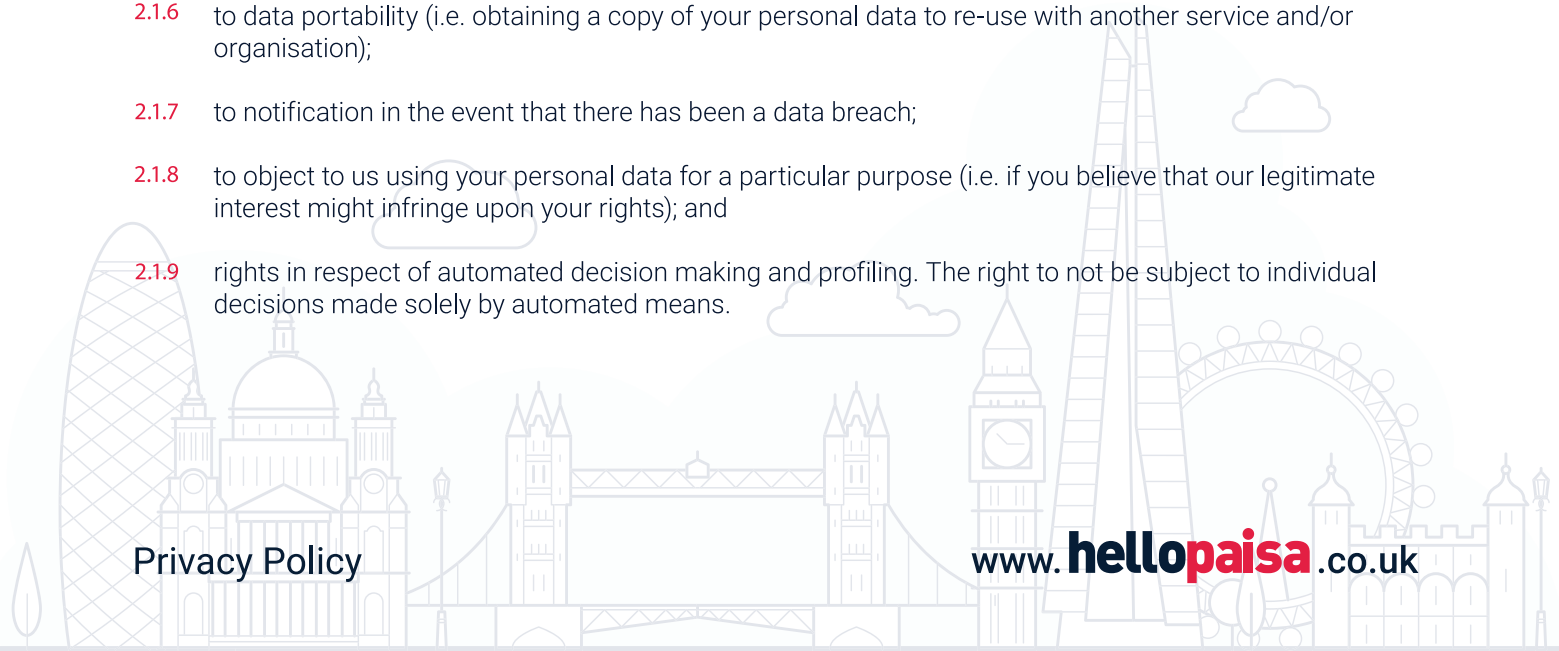 2.1.6 to data portability (i.e. obtaining a copy of your personal data to re-use with another service and/or
organisation);
2.1.7 to notification in the event that there has been a data breach;
2.1.8 to object to us using your personal data for a particular purpose (i.e. if you believe that our legitimate
interest might infringe upon your rights); and
2.1.9 rights in respect of automated decision making and profiling. The right to not be subject to individual
decisions made solely by automated means.
Privacy Policy
www.hellopaisa.co.uk